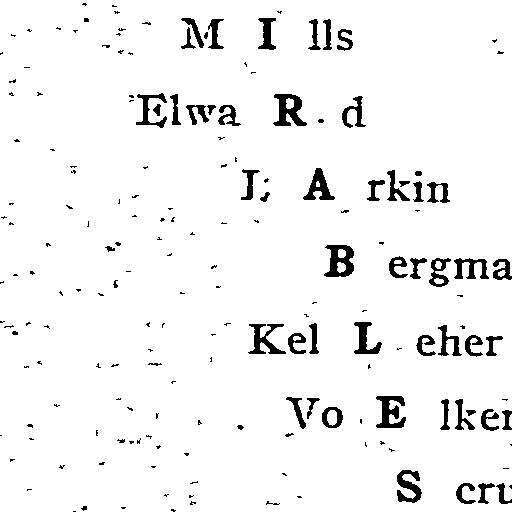 M I lls
Elwa R d
J A rkin
B ergma
Kel L eher
Vo E lker
S cru